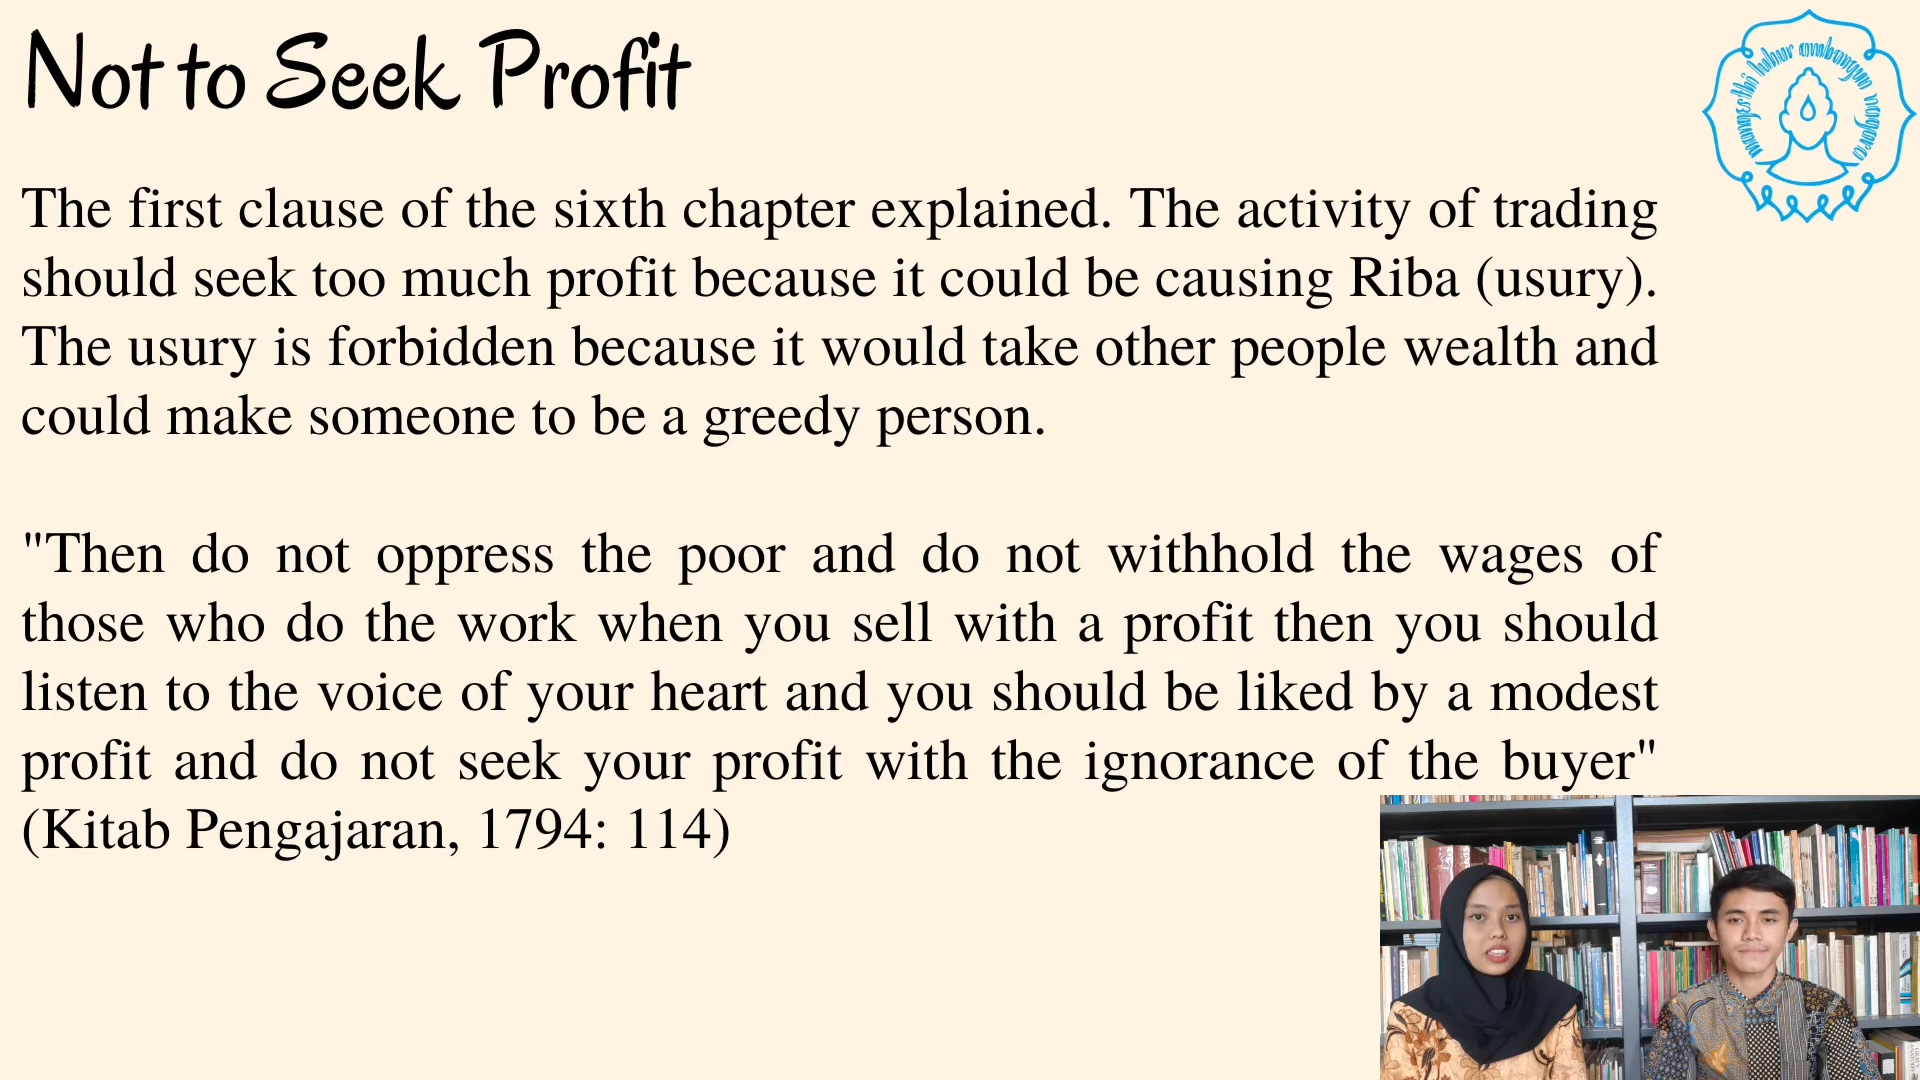 Not to Seek Profit
mangesthi luhur ambangun nagara
The first clause of the sixth chapter explained. The activity of trading
should seek too much profit because it could be causing Riba (usury).
The usury is forbidden because it would take other people wealth and
could make someone to be a greedy person.
"Then do not oppress the poor and do not withhold the wages of
those who do the work when you sell with a profit then you should
listen to the voice of your heart and you should be liked by a modest
profit and do not seek your profit with the ignorance of the buyer"
(Kitab Pengajaran, 1794: 114)